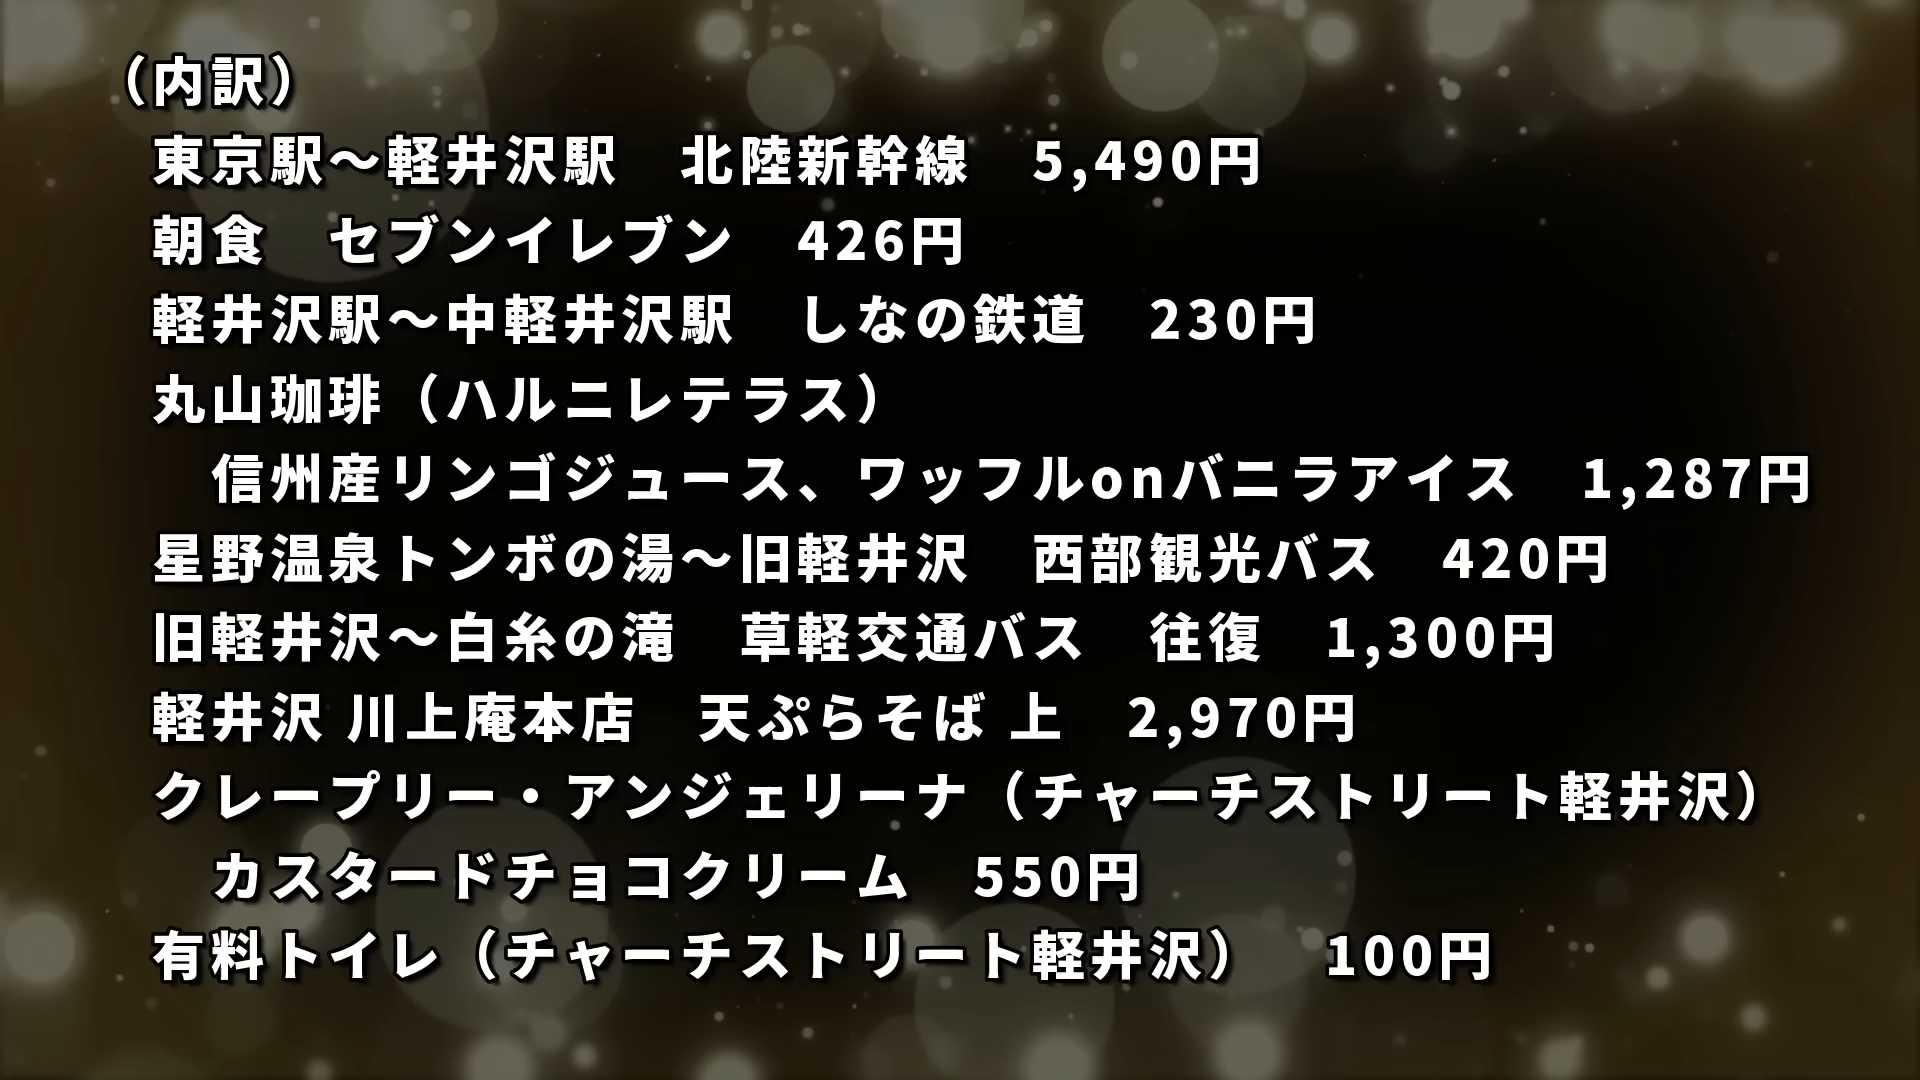 （内訳）
東京駅～軽井沢駅　北陸新幹線　5,490円
朝食　セブンイレブン　426円
軽井沢駅～中軽井沢駅　しなの鉄道　230円
丸山珈琲（ハルニレテラス）
信州産リンゴジュース、ワッフルonバニラアイス　1,287円
星野温泉トンボの湯～旧軽井沢　西部観光バス　420円
旧軽井沢～白糸の滝　草軽交通バス　往復　1,300円
軽井沢 川上庵本店　天ぷらそば 上　2,970円
クレープリー・アンジェリーナ（チャーチストリート軽井沢）
カスタードチョコクリーム　550円
有料トイレ（チャーチストリート軽井沢）　100円